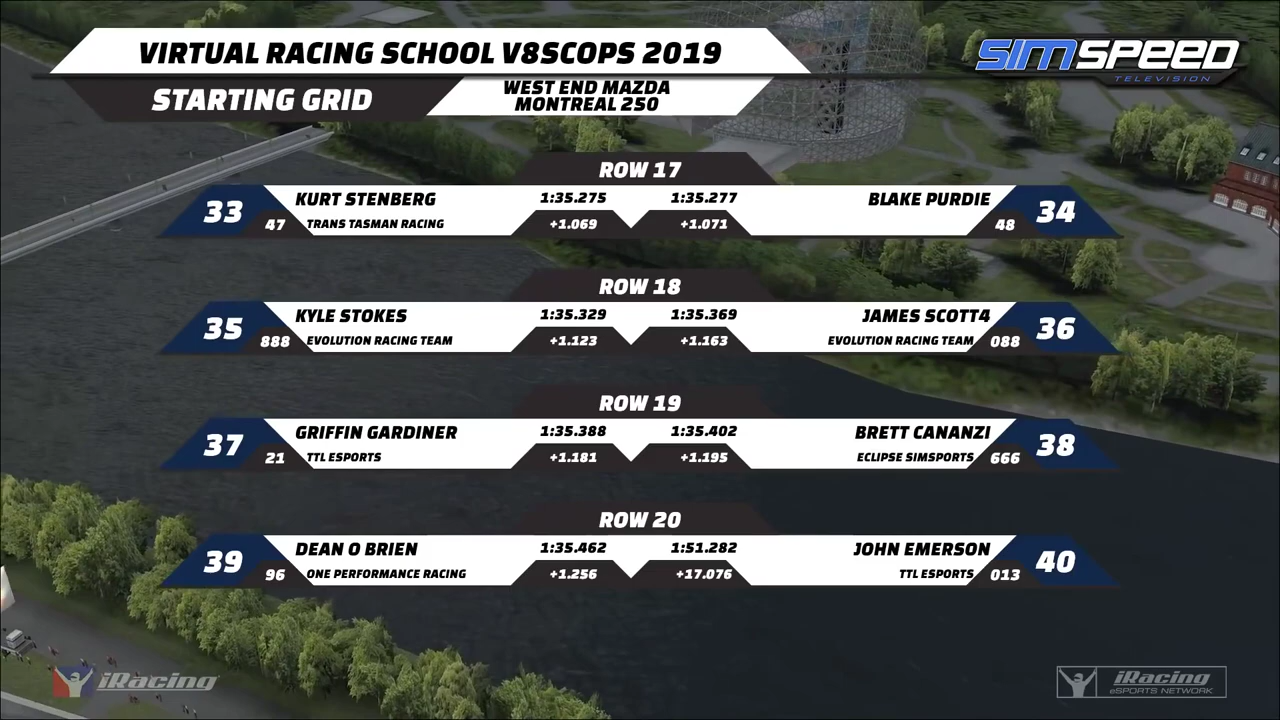 VIRTUAL RACING SCHOOL V8SCOPS 2019
SIMSPEED
TELEVISION
STARTING GRID
WEST END MAZDA
MONTREAL 250
ROW 17
33 KURT STENBERG 1:35.275 1:35.277 BLAKE PURDIE 34
47 TRANS TASMAN RACING +1.069 +1.071 48
ROW 18
35 KYLE STOKES 1:35.329 1:35.369 JAMES SCOTT4 36
888 EVOLUTION RACING TEAM +1.123 +1.163 EVOLUTION RACING TEAM 088
ROW 19
37 GRIFFIN GARDINER 1:35.388 1:35.402 BRETT CANANZI 38
21 TTL ESPORTS +1.181 +1.195 ECLIPSE SIMSPORTS 666
ROW 20
39 DEAN O BRIEN 1:35.462 1:51.282 JOHN EMERSON 40
96 ONE PERFORMANCE RACING +1.256 +17.076 TTL ESPORTS 013
iRacing
iRacing
eSPORTS NETWORK